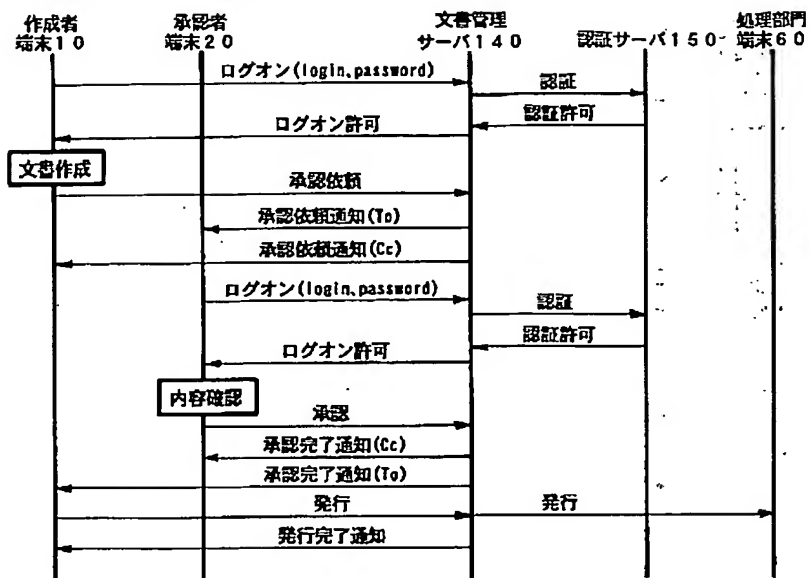 作成者
端末10
承認者
端末20
文書管理
サーバ140
認証サーバ150
処理部門
端末60
ログオン(login、password)
認証
認証許可
ログオン許可
文書作成
承認依頼
承認依頼通知(To)
承認依頼通知(Cc)
ログオン(login、password)
認証
認証許可
ログオン許可
内容確認
承認
承認完了通知(Cc)
承認完了通知(To)
発行
発行
発行完了通知